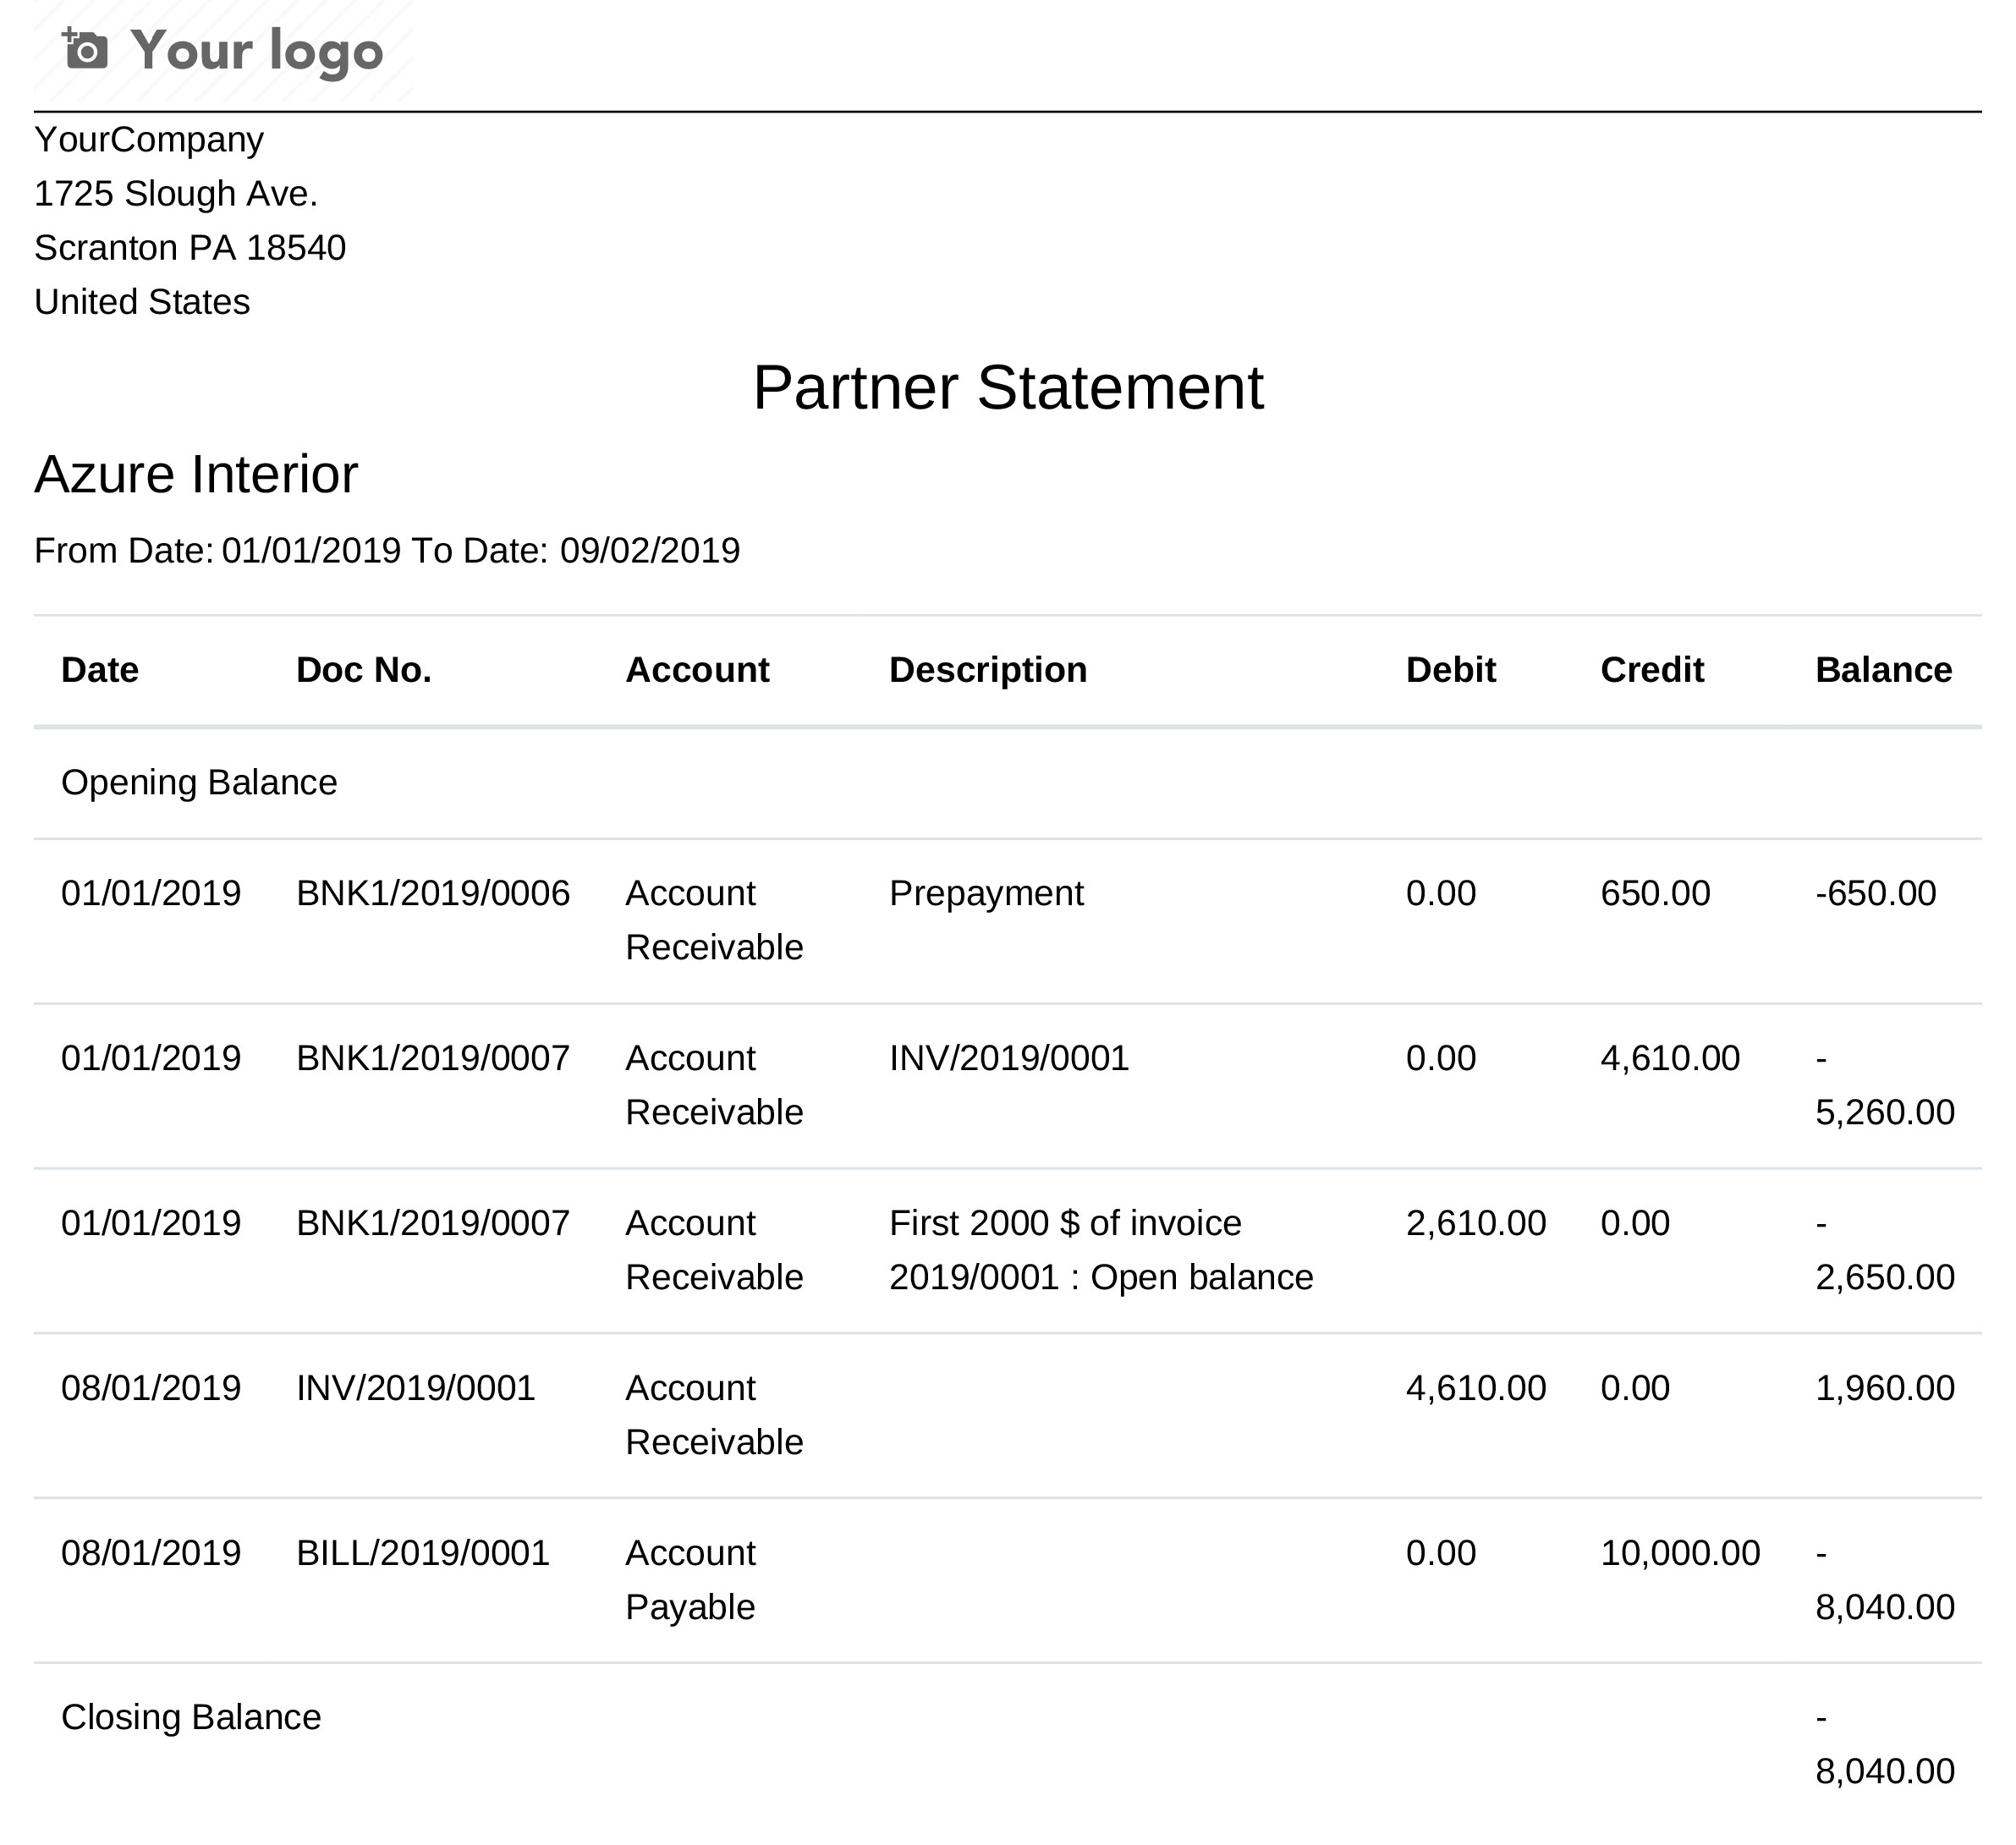 Your logo
YourCompany
1725 Slough Ave.
Scranton PA 18540
United States
Partner Statement
Azure Interior
From Date: 01/01/2019 To Date: 09/02/2019
Date Doc No. Account Description Debit Credit Balance
Opening Balance
01/01/2019 BNK1/2019/0006 Account Prepayment 0.00 650.00 -650.00
Receivable
01/01/2019 BNK1/2019/0007 Account INV/2019/0001 0.00 4,610.00 -
Receivable 5,260.00
01/01/2019 BNK1/2019/0007 Account First 2000 $ of invoice 2,610.00 0.00 -
Receivable 2019/0001 : Open balance 2,650.00
08/01/2019 INV/2019/0001 Account 4,610.00 0.00 1,960.00
Receivable
08/01/2019 BILL/2019/0001 Account 0.00 10,000.00 -
Payable 8,040.00
Closing Balance -
8,040.00